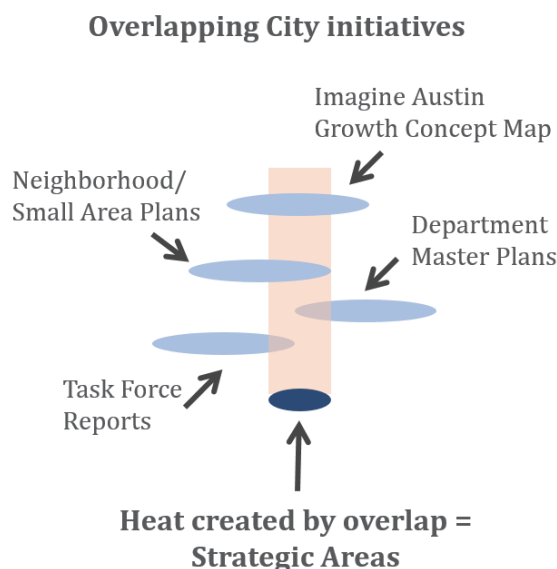 Overlapping City initiatives
Imagine Austin
Growth Concept Map
Neighborhood/
Small Area Plans
Department
Master Plans
Task Force
Reports
Heat created by overlap =
Strategic Areas